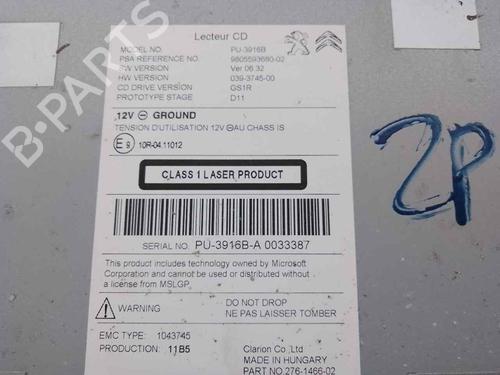 Lecteur CD
MODEL NO. PU-3916B
PSA REFERENCE NO. 9805593680-02
SW VERSION Ver 06.32
HW VERSION 039-3745-00
CD DRIVE VERSION GS1R
PROTOTYPE STAGE D11
12V ⊖ GROUND
TENSION D'UTILISATION 12V ⊖AU CHASS IS
E9 10R-04.11012
CLASS 1 LASER PRODUCT
SERIAL NO. PU-3916B-A 0033387
This product includes technology owned by Microsoft
Corporation and cannot be used or distributed without
a license from MSLGP.
WARNING
DO NOT DROP
NE PAS LAISSER TOMBER
EMC TYPE: 1043745
PRODUCTION: 11B5
Clarion Co., Ltd
MADE IN HUNGARY
PART NO 276-1466-02
2P
B-PARTS